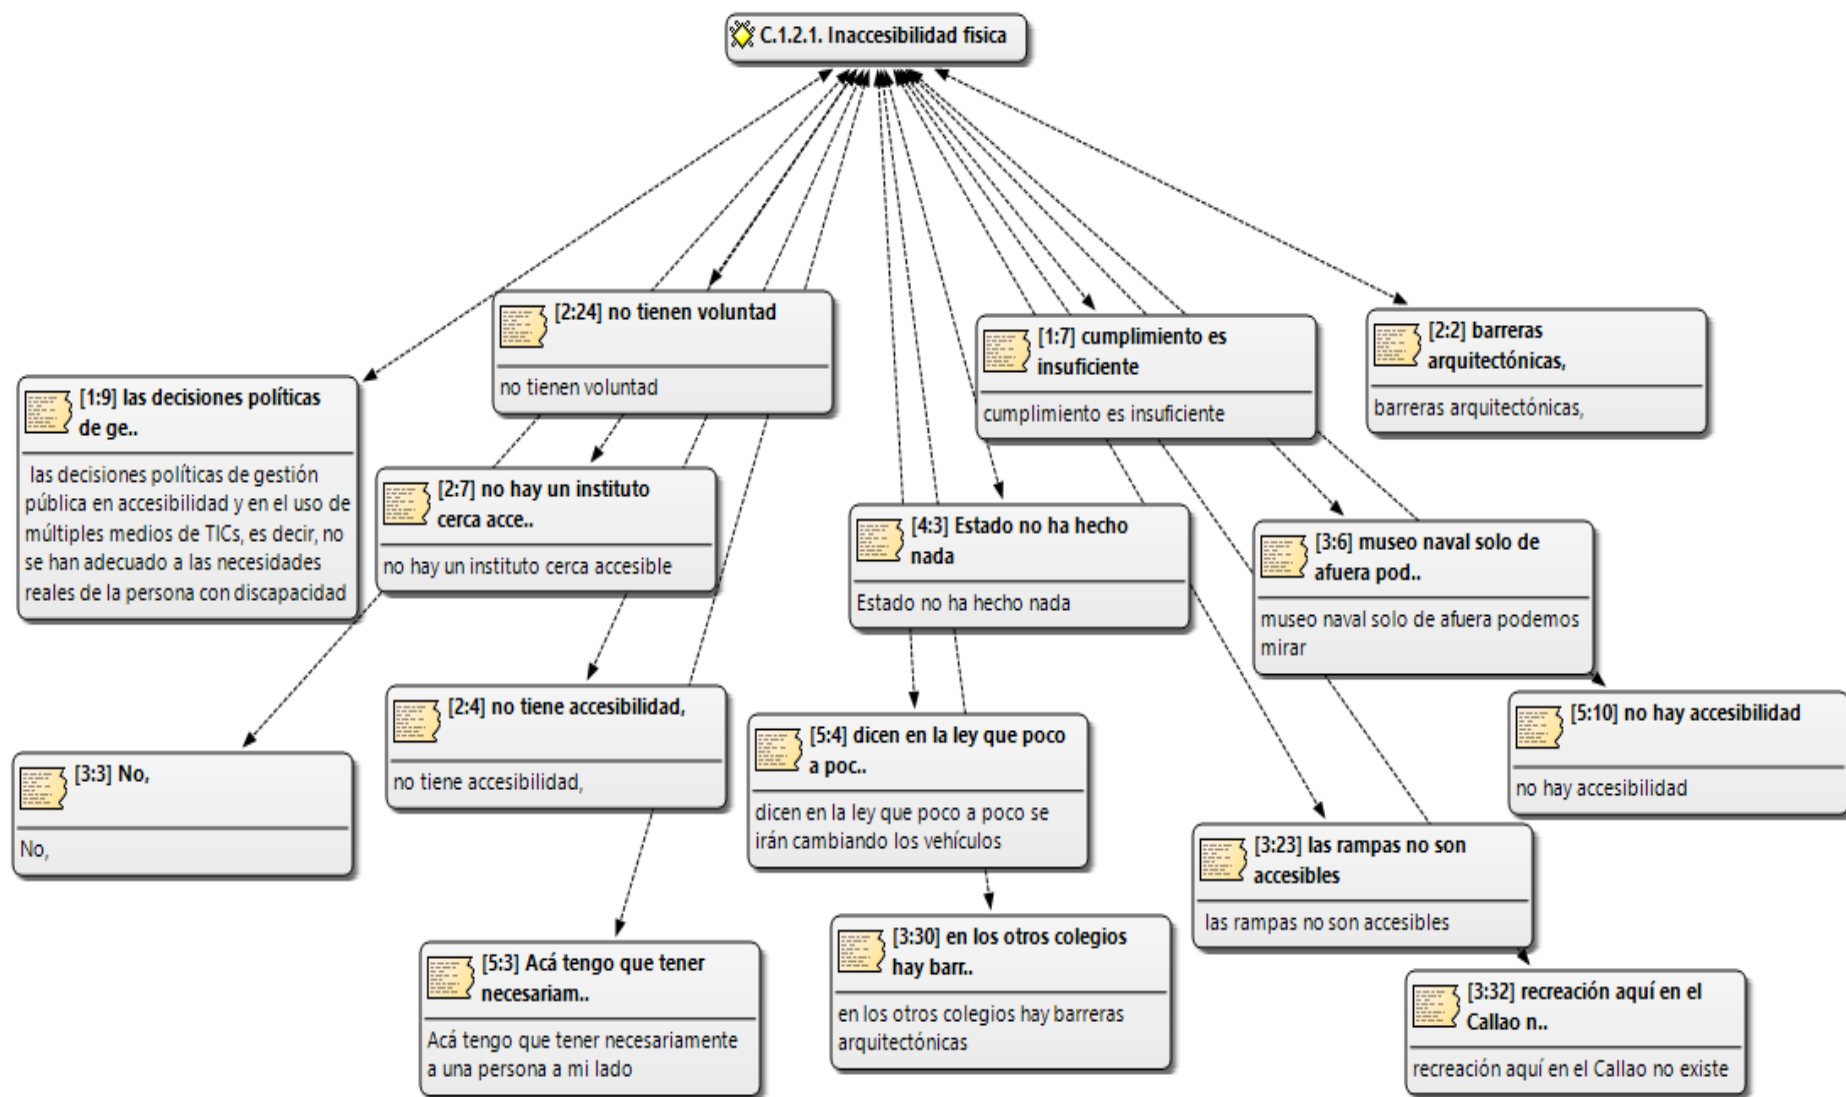 C.1.2.1. Inaccesibilidad fisica
[2:24] no tienen voluntad
no tienen voluntad
[1:7] cumplimiento es
insuficiente
cumplimiento es insuficiente
[2:2] barreras
arquitectónicas,
barreras arquitectónicas,
[1:9] las decisiones políticas
de ge..
las decisiones políticas de gestión
pública en accesibilidad y en el uso de
múltiples medios de TICs, es decir, no
se han adecuado a las necesidades
reales de la persona con discapacidad
[2:7] no hay un instituto
cerca acce..
no hay un instituto cerca accesible
[4:3] Estado no ha hecho
nada
Estado no ha hecho nada
[3:6] museo naval solo de
afuera pod..
museo naval solo de afuera podemos
mirar
[2:4] no tiene accesibilidad,
no tiene accesibilidad,
[5:10] no hay accesibilidad
no hay accesibilidad
[5:4] dicen en la ley que poco
a poc..
dicen en la ley que poco a poco se
irán cambiando los vehículos
[3:3] No,
No,
[3:23] las rampas no son
accesibles
las rampas no son accesibles
[3:30] en los otros colegios
hay barr..
en los otros colegios hay barreras
arquitectónicas
[5:3] Acá tengo que tener
necesariam..
Acá tengo que tener necesariamente
a una persona a mi lado
[3:32] recreación aquí en el
Callao n..
recreación aquí en el Callao no existe